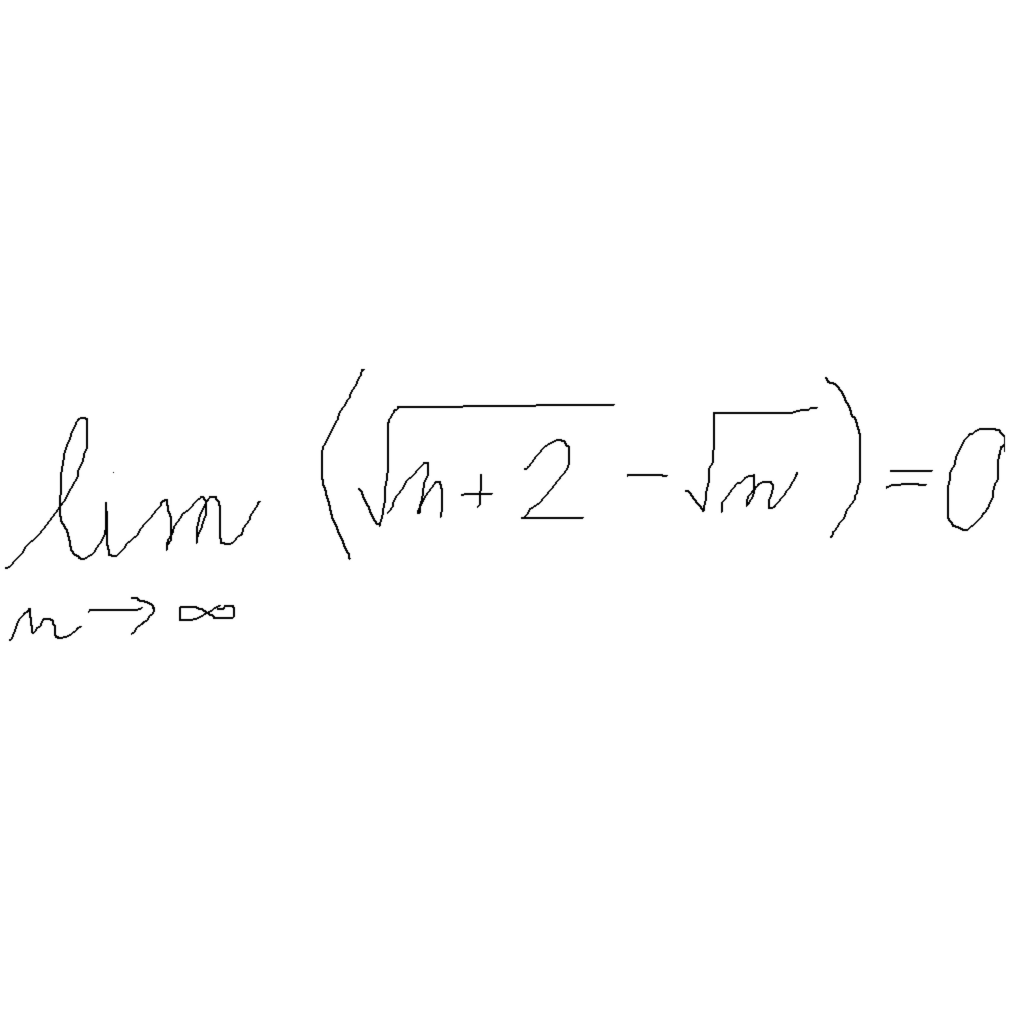 lim (√(n+2) - √n) = 0
n → ∞